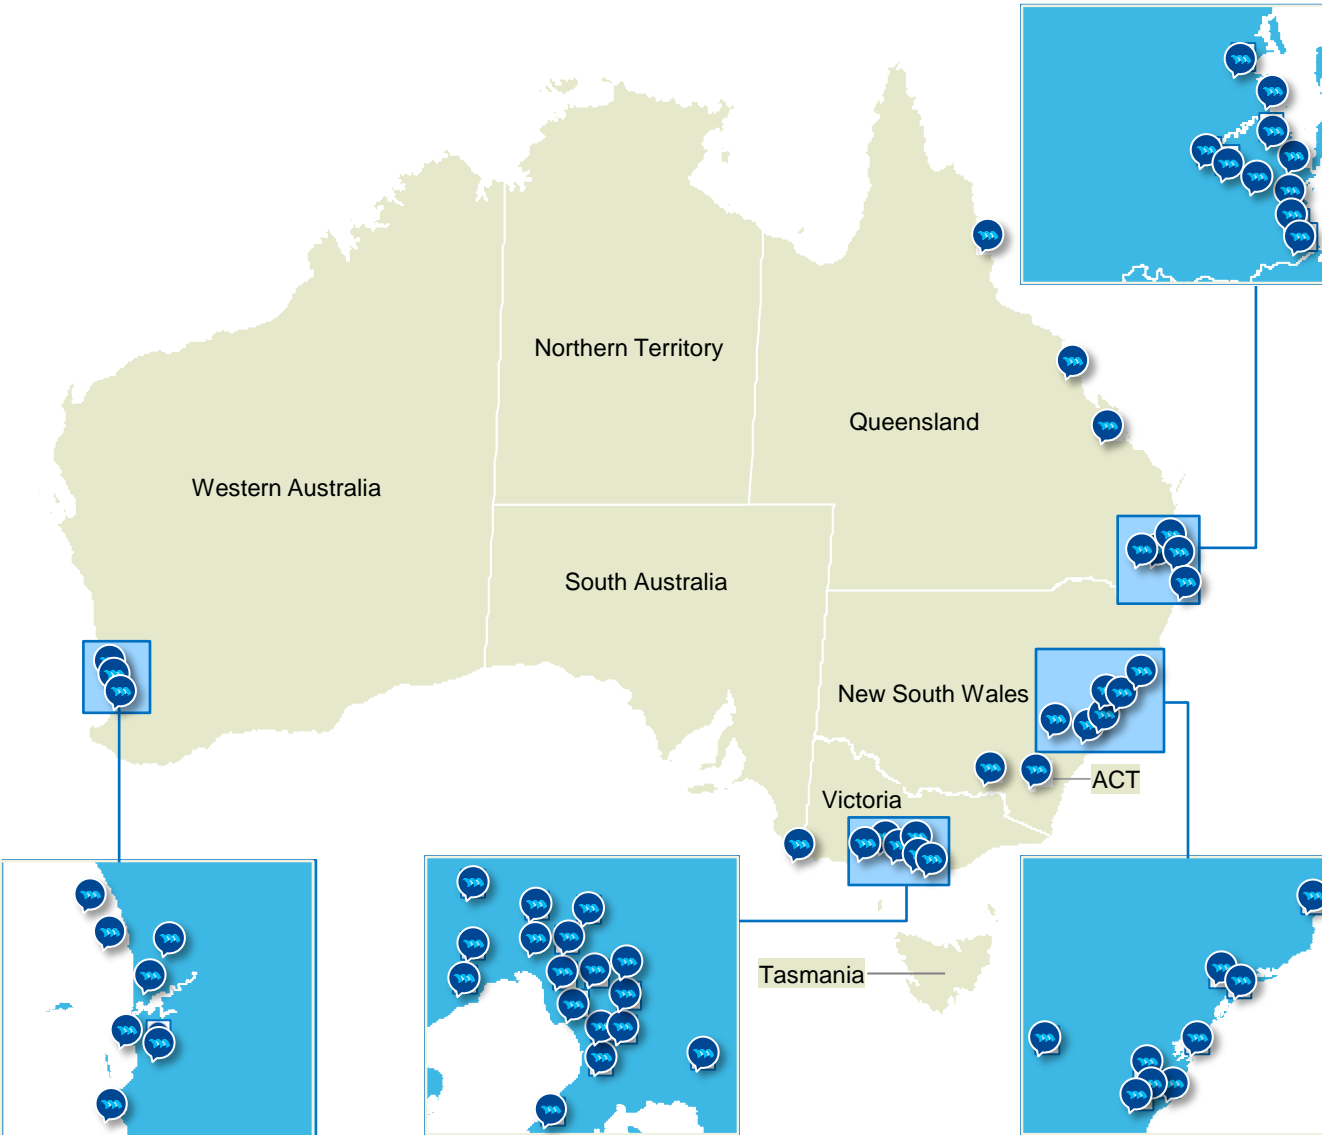 Northern Territory
Queensland
Western Australia
South Australia
New South Wales
ACT
Victoria
Tasmania